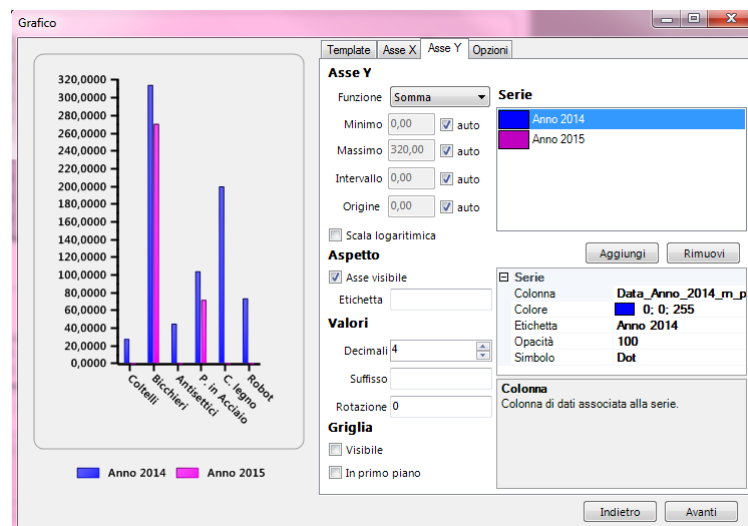 Grafico
Template Asse X Asse Y Opzioni
320,0000
300,0000
280,0000
260,0000
240,0000
220,0000
200,0000
180,0000
160,0000
140,0000
120,0000
100,0000
80,0000
60,0000
40,0000
20,0000
0,0000
Coltelli
Bicchieri
Antisettici
P. in Acciaio
C. legno
Robot
Anno 2014 Anno 2015
Asse Y
Funzione Somma
Minimo 0,00 auto
Massimo 320,00 auto
Intervallo 0,00 auto
Origine 0,00 auto
Scala logaritmica
Aspetto
Asse visibile
Etichetta
Valori
Decimali 4
Suffisso
Rotazione 0
Griglia
Visibile
In primo piano
Serie
Anno 2014
Anno 2015
Aggiungi Rimuovi
Serie
Colonna Data_Anno_2014_m_p
Colore 0; 0; 255
Etichetta Anno 2014
Opacità 100
Simbolo Dot
Colonna
Colonna di dati associata alla serie.
Indietro Avanti